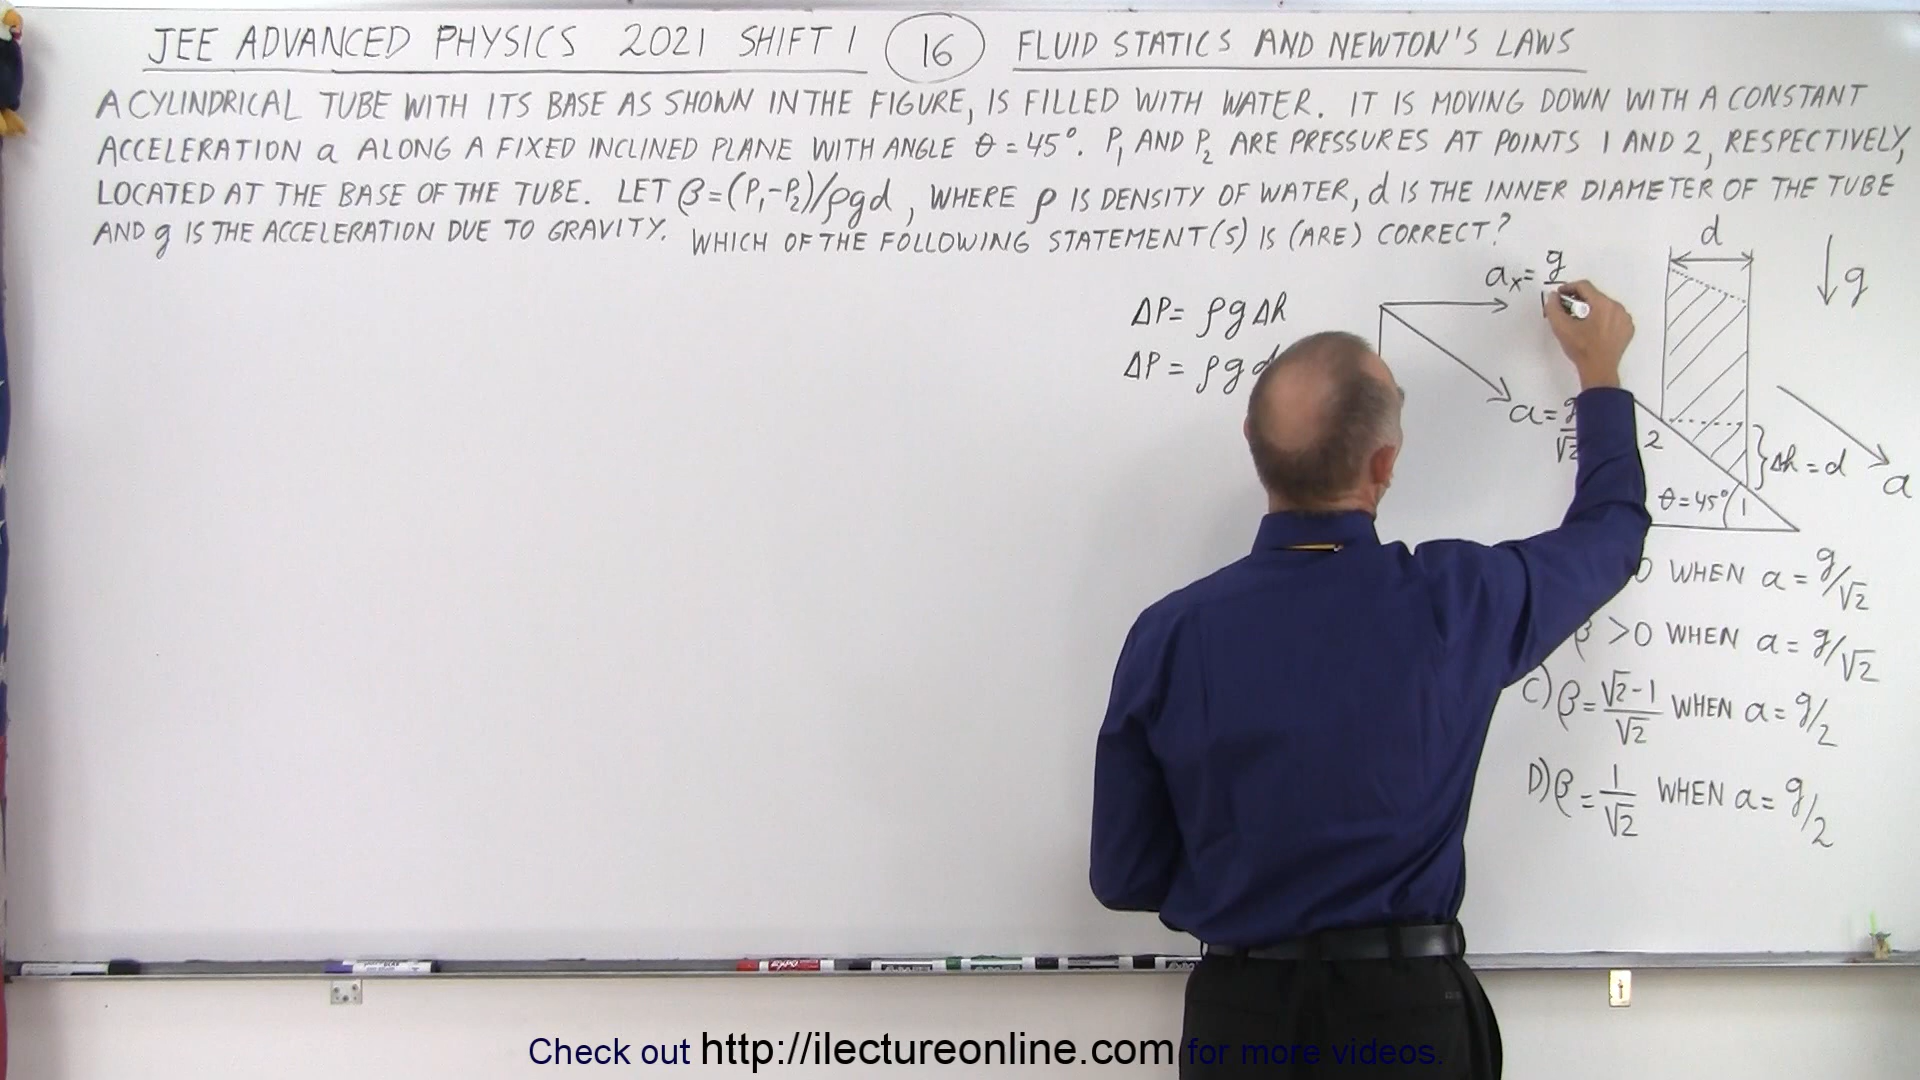 JEE ADVANCED PHYSICS 2021 SHIFT 1 16 FLUID STATICS AND NEWTON'S LAWS
A CYLINDRICAL TUBE WITH ITS BASE AS SHOWN IN THE FIGURE, IS FILLED WITH WATER. IT IS MOVING DOWN WITH A CONSTANT
ACCELERATION a ALONG A FIXED INCLINED PLANE WITH ANGLE θ = 45°. P₁ AND P₂ ARE PRESSURES AT POINTS 1 AND 2, RESPECTIVELY,
LOCATED AT THE BASE OF THE TUBE. LET β = (P₁-P₂)/ρgd, WHERE ρ IS DENSITY OF WATER, d IS THE INNER DIAMETER OF THE TUBE
AND g IS THE ACCELERATION DUE TO GRAVITY. WHICH OF THE FOLLOWING STATEMENT(S) IS (ARE) CORRECT?
d
g
aₓ = g
ΔP = ρgΔh
ΔP = ρgd
a = g/√2
2
Δh = d
a
θ = 45°
1
0 WHEN a = g/√2
β > 0 WHEN a = g/√2
C) β = √2-1/√2 WHEN a = g/2
D) β = 1/√2 WHEN a = g/2
EXPO
Check out http://ilectureonline.com for more videos.